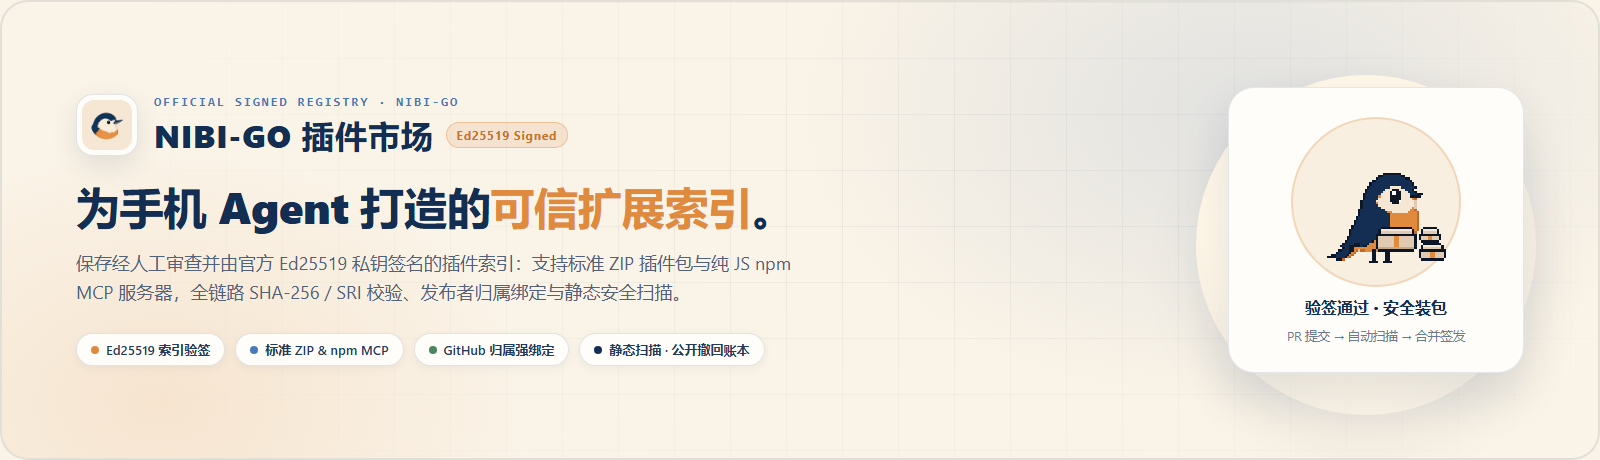 OFFICIAL SIGNED REGISTRY · NIBI-GO
NIBI-GO 插件市场
Ed25519 Signed
为手机 Agent 打造的可信扩展索引。
保存经人工审查并由官方 Ed25519 私钥签名的插件索引：支持标准 ZIP 插件包与纯 JS npm
MCP 服务器，全链路 SHA-256 / SRI 校验、发布者归属绑定与静态安全扫描。
Ed25519 索引验签
标准 ZIP & npm MCP
GitHub 归属强绑定
静态扫描 · 公开撤回账本
验签通过 · 安全装包
PR 提交 → 自动扫描 → 合并签发